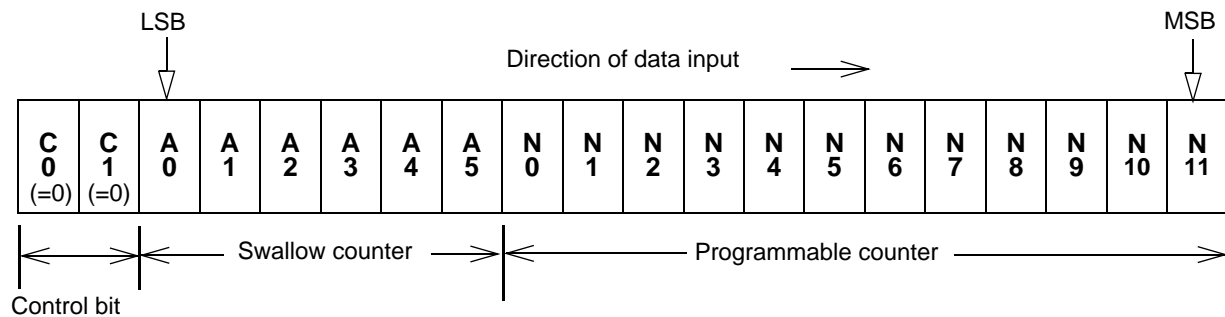 LSB
MSB
Direction of data input
C C A A A A A A N N N N N N N N N N N N
0 1 0 1 2 3 4 5 0 1 2 3 4 5 6 7 8 9 10 11
(=0) (=0)
Swallow counter
Programmable counter
Control bit